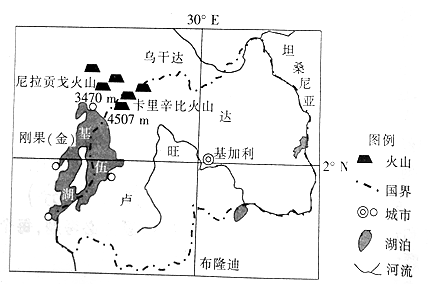 30° E
乌干达
坦桑尼亚
尼拉贡戈火山
3470 m
卡里辛比火山
4507 m
刚果(金)
基伍湖
卢旺达
基加利
2° N
布隆迪
图例
火山
国界
城市
湖泊
河流